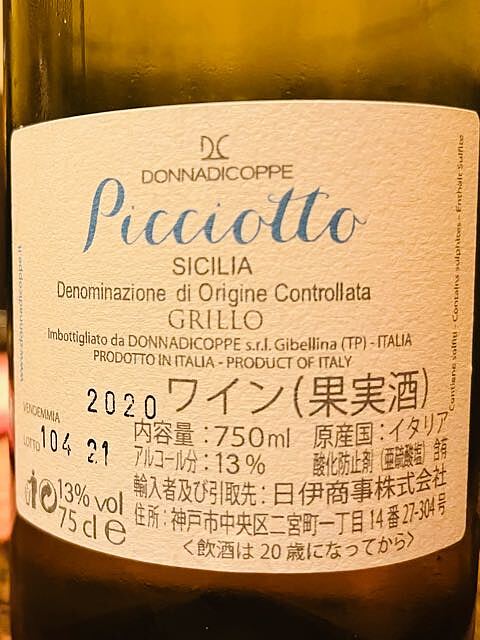 DC
DONNADICOPPE
Picciotto
SICILIA
Denominazione di Origine Controllata
GRILLO
Imbottigliato da DONNADICOPPE s.r.l. Gibellina (TP) - ITALIA
PRODOTTO IN ITALIA - PRODUCT OF ITALY
VENDEMMIA 2020
ワイン(果実酒)
LOTTO 104 21
内容量:750ml 原産国:イタリア
アルコール分:13% 酸化防止剤(亜硫酸塩)含有
輸入者及び引取先:日伊商事株式会社
住所:神戸市中央区二宮町一丁目14番27-304号
<飲酒は20歳になってから>
13% vol
75 cl e
www.donnadicoppe.it
Contiene solfiti - Contains sulphites - Enthält Sulfite